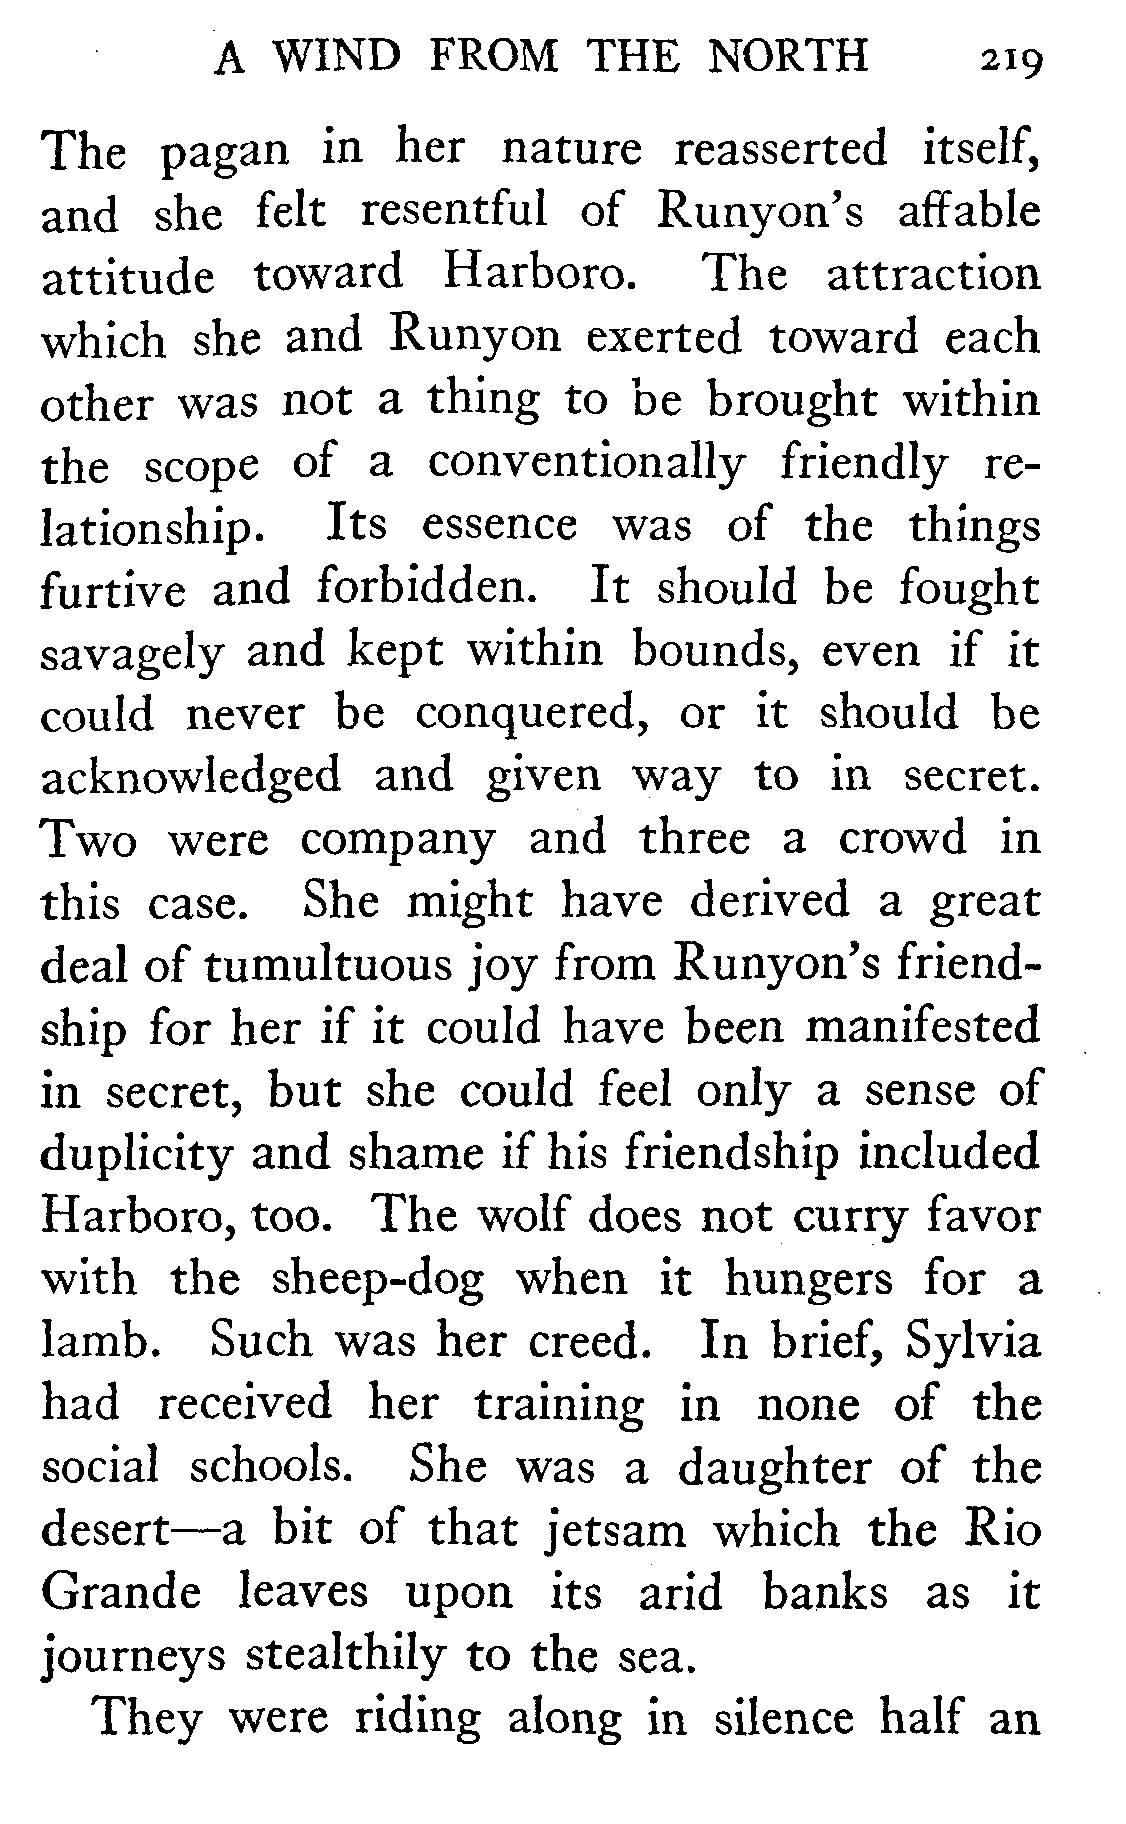 A WIND FROM THE NORTH 219
The pagan in her nature reasserted itself,
and she felt resentful of Runyon's affable
attitude toward Harboro. The attraction
which she and Runyon exerted toward each
other was not a thing to be brought within
the scope of a conventionally friendly re-
lationship. Its essence was of the things
furtive and forbidden. It should be fought
savagely and kept within bounds, even if it
could never be conquered, or it should be
acknowledged and given way to in secret.
Two were company and three a crowd in
this case. She might have derived a great
deal of tumultuous joy from Runyon's friend-
ship for her if it could have been manifested
in secret, but she could feel only a sense of
duplicity and shame if his friendship included
Harboro, too. The wolf does not curry favor
with the sheep-dog when it hungers for a
lamb. Such was her creed. In brief, Sylvia
had received her training in none of the
social schools. She was a daughter of the
desert—a bit of that jetsam which the Rio
Grande leaves upon its arid banks as it
journeys stealthily to the sea.
They were riding along in silence half an